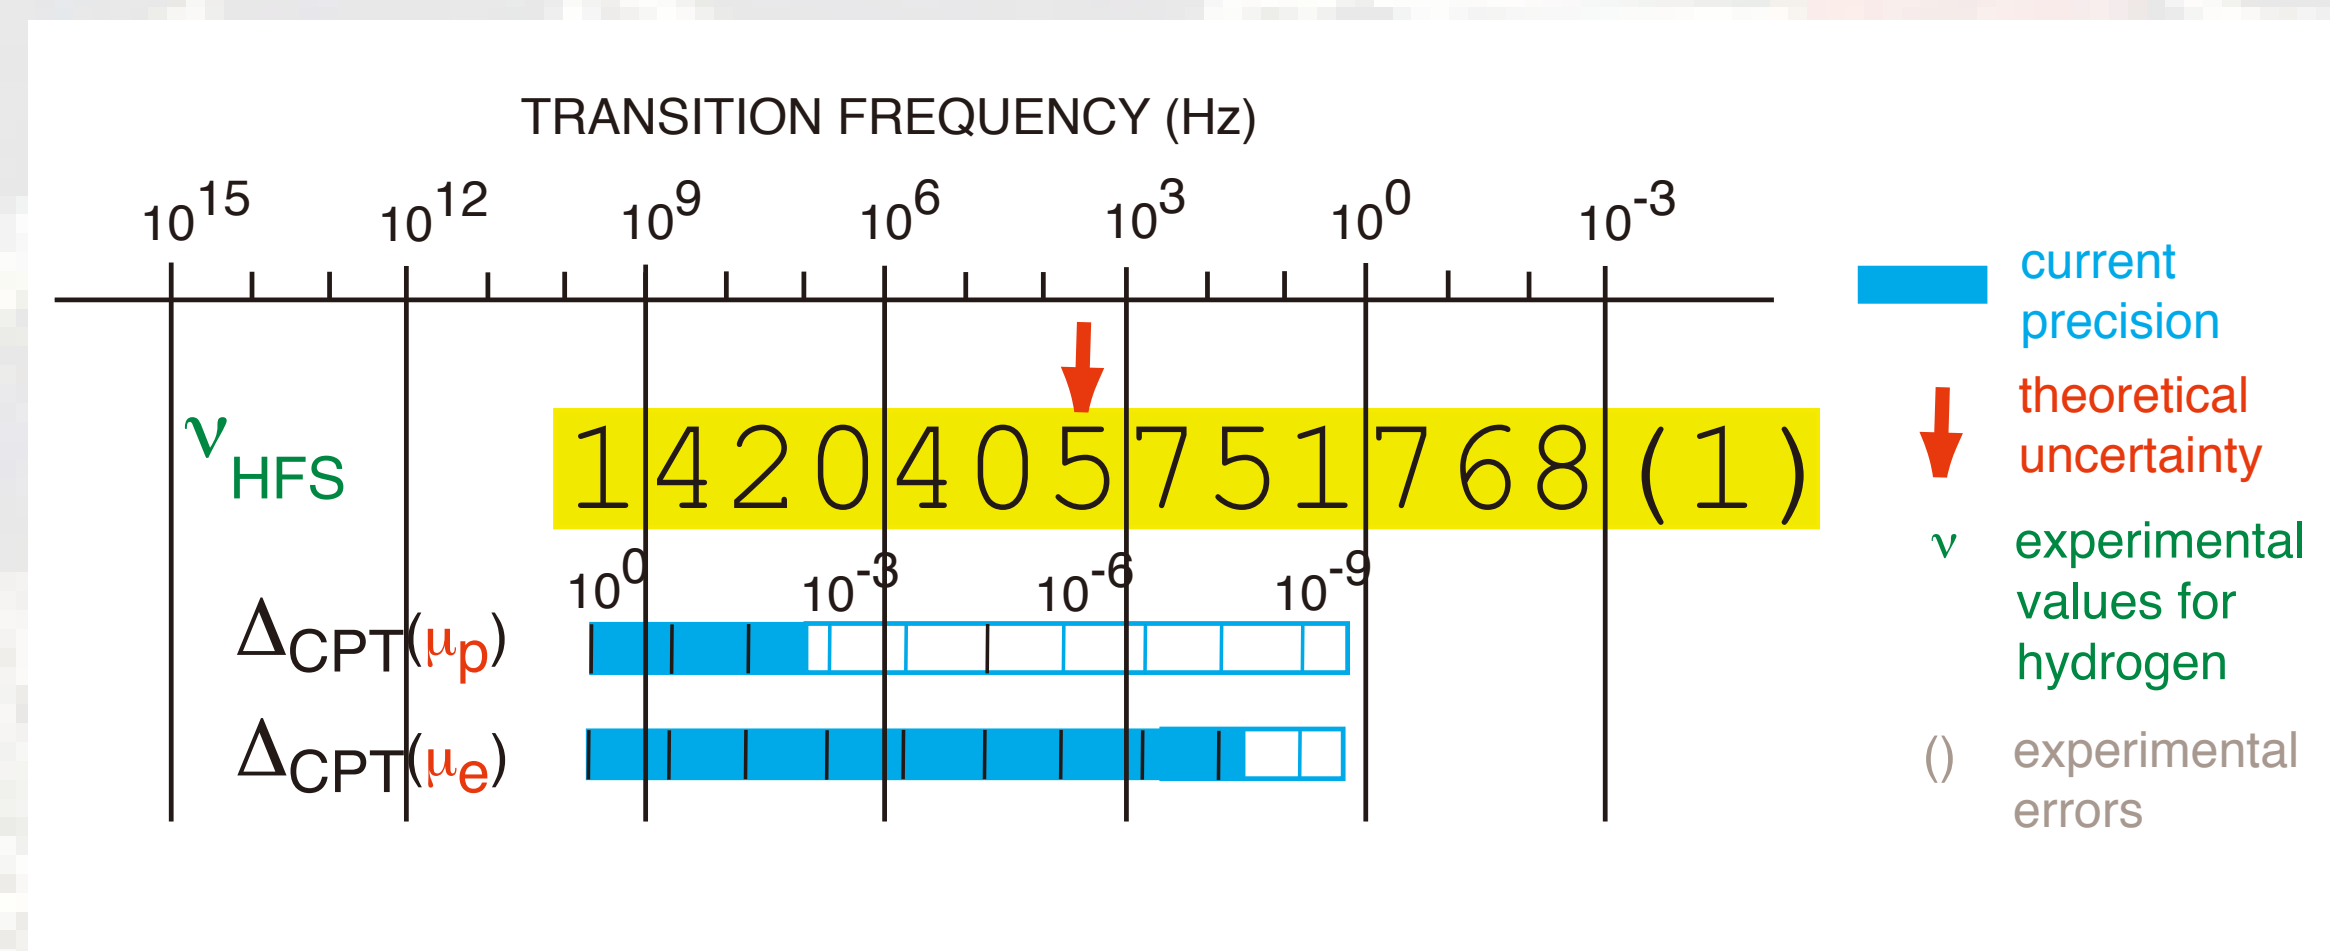 TRANSITION FREQUENCY (Hz)
10^15 10^12 10^9 10^6 10^3 10^0 10^-3
current
precision
theoretical
uncertainty
ν_HFS 1420405751768(1)
ν experimental
values for
hydrogen
10^0 10^-3 10^-6 10^-9
Δ_CPT(μ_p)
Δ_CPT(μ_e)
() experimental
errors